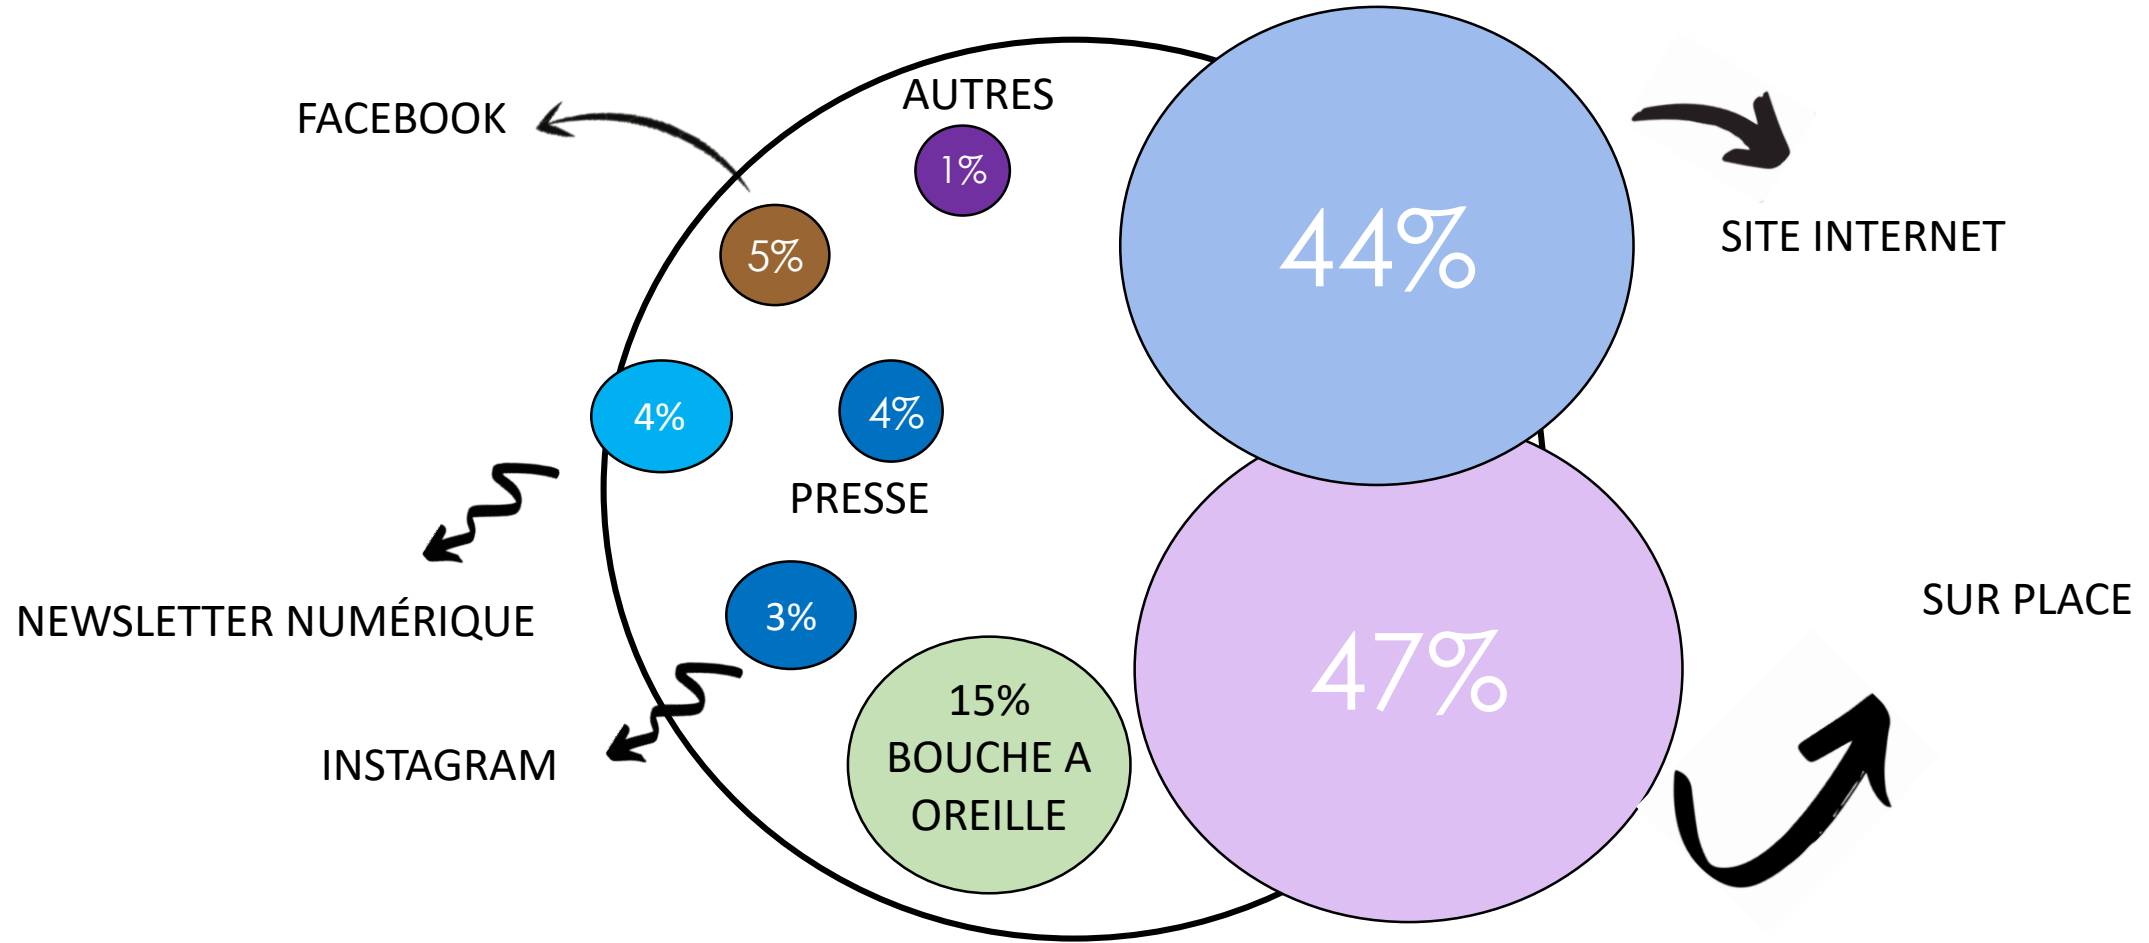 AUTRES
1%
FACEBOOK
5%
44%
SITE INTERNET
4%
4%
PRESSE
NEWSLETTER NUMÉRIQUE
3%
INSTAGRAM
15%
BOUCHE A
OREILLE
47%
SUR PLACE